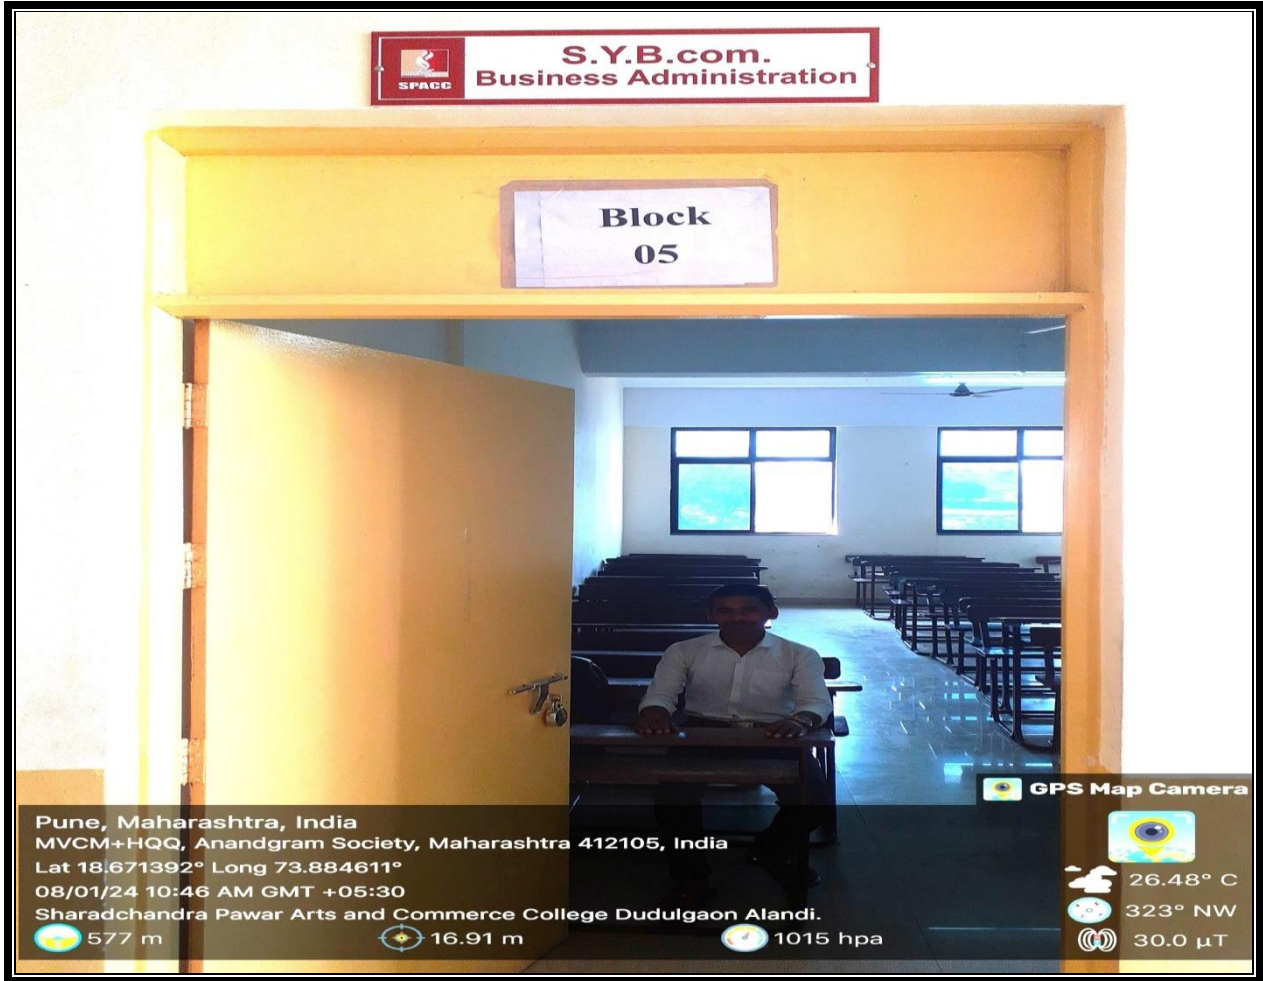 SPACC
S.Y.B.com.
Business Administration
Block
05
GPS Map Camera
Pune, Maharashtra, India
MVCM+HQQ, Anandgram Society, Maharashtra 412105, India
Lat 18.671392° Long 73.884611°
08/01/24 10:46 AM GMT +05:30
Sharadchandra Pawar Arts and Commerce College Dudulgaon Alandi.
577 m
16.91 m
1015 hpa
26.48° C
323° NW
30.0 µT